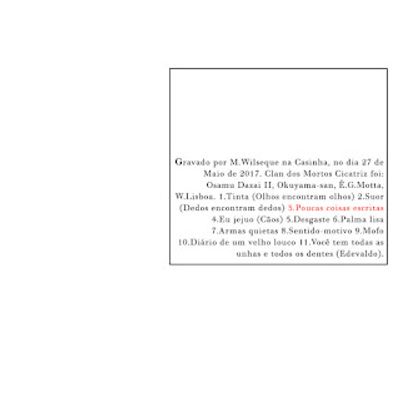 Gravado por M.Wilseque na Casinha, no dia 27 de
Maio de 2017. Clan dos Mortos Cicatriz foi:
Osamu Dazai II, Okuyama-san, É.G.Motta,
W.Lisboa. 1.Tinta (Olhos encontram olhos) 2.Suor
(Dedos encontram dedos) 3.Poucas coisas escritas
4.Eu jejuo (Cãos) 5.Desgaste 6.Palma lisa
7.Armas quietas 8.Sentido-motivo 9.Mofo
10.Diário de um velho louco 11.Você tem todas as
unhas e todos os dentes (Edevaldo).